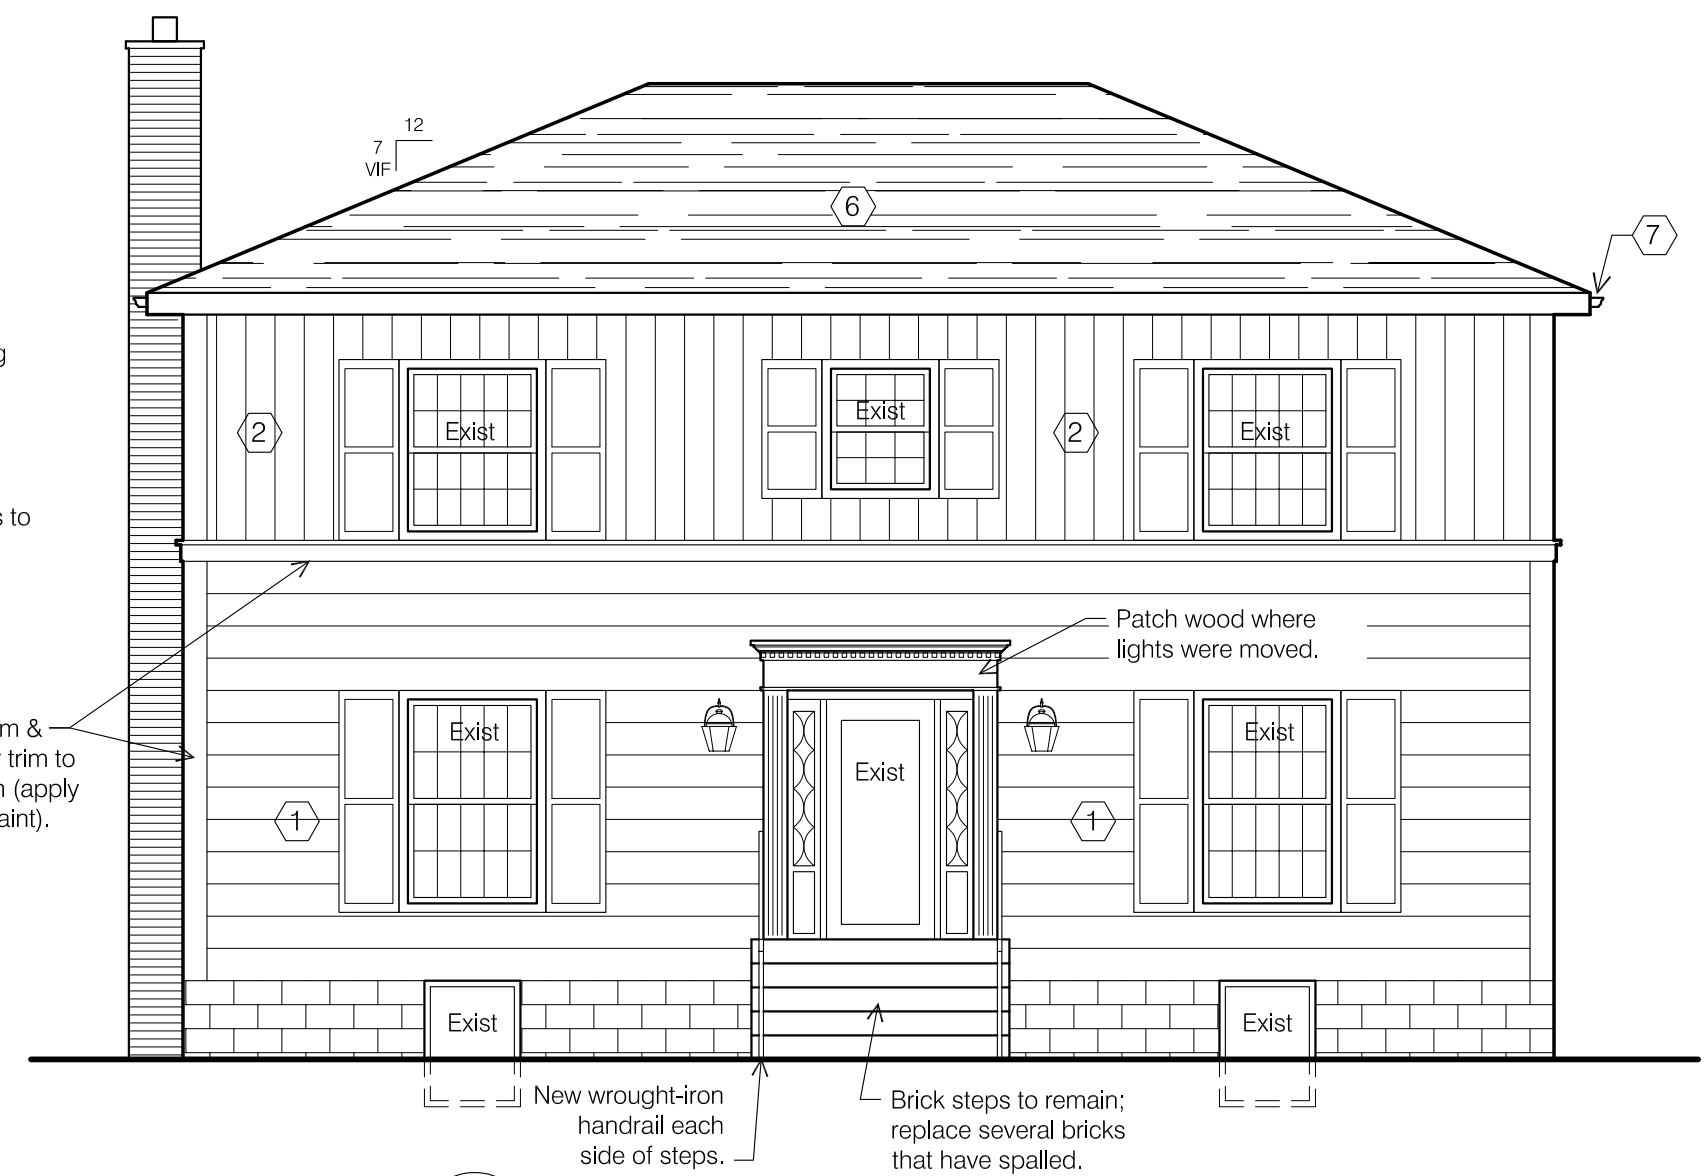 12
7
VIF
6
7
g
2
Exist
Exist
2
Exist
s to
Patch wood where
lights were moved.
m &
trim to
(apply
aint).
Exist
Exist
Exist
1
1
Exist
Exist
New wrought-iron
handrail each
side of steps.
Brick steps to remain;
replace several bricks
that have spalled.